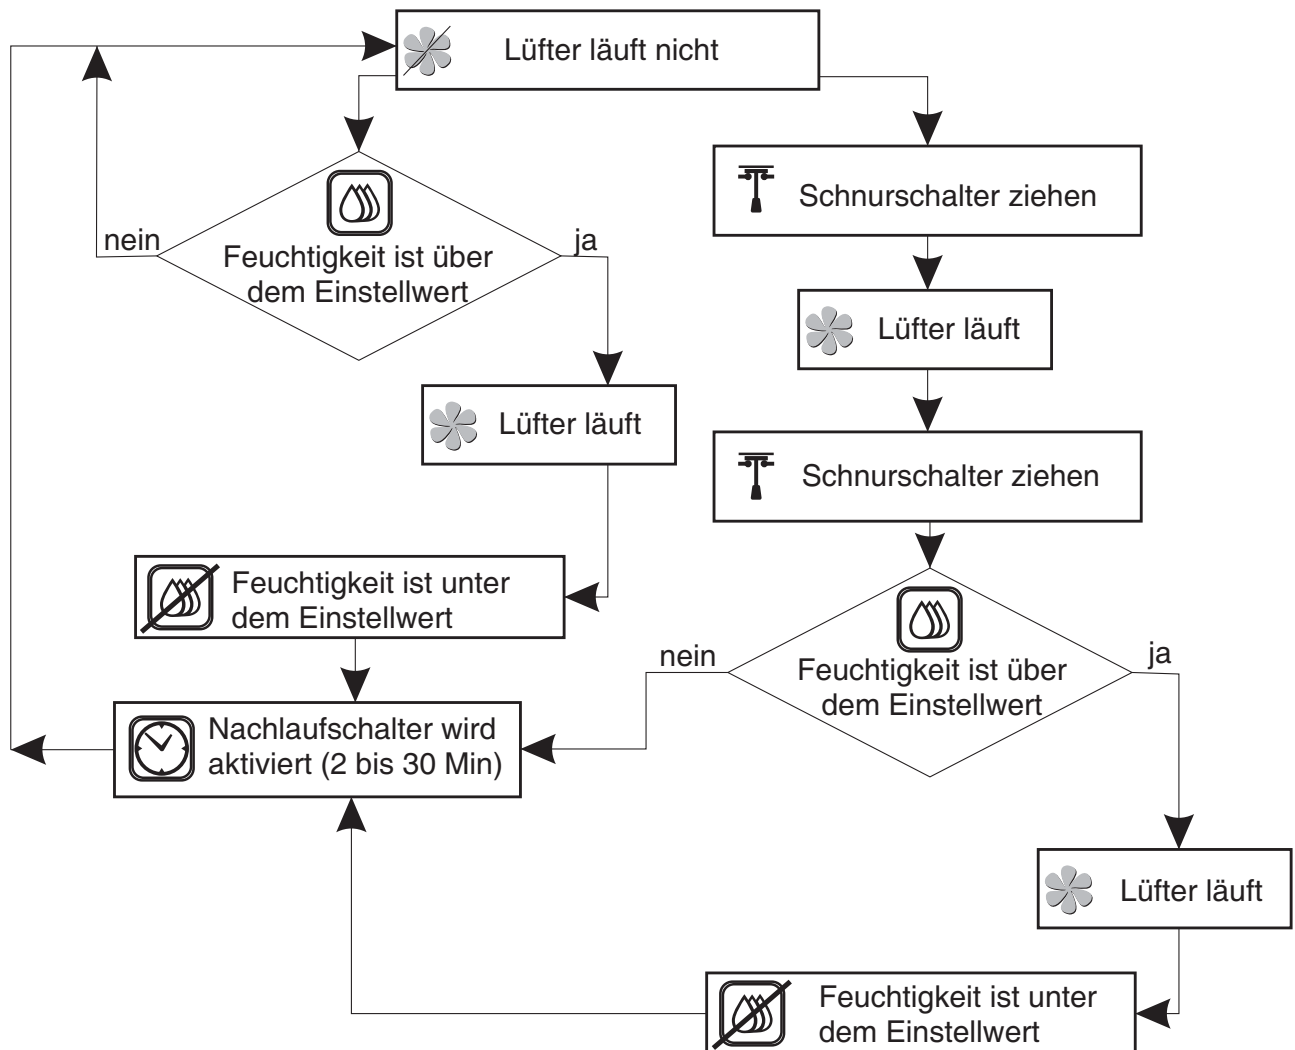 Lüfter läuft nicht
Schnurschalter ziehen
nein
ja
Feuchtigkeit ist über
dem Einstellwert
Lüfter läuft
Lüfter läuft
Schnurschalter ziehen
Feuchtigkeit ist unter
dem Einstellwert
nein
ja
Feuchtigkeit ist über
dem Einstellwert
Nachlaufschalter wird
aktiviert (2 bis 30 Min)
Lüfter läuft
Feuchtigkeit ist unter
dem Einstellwert